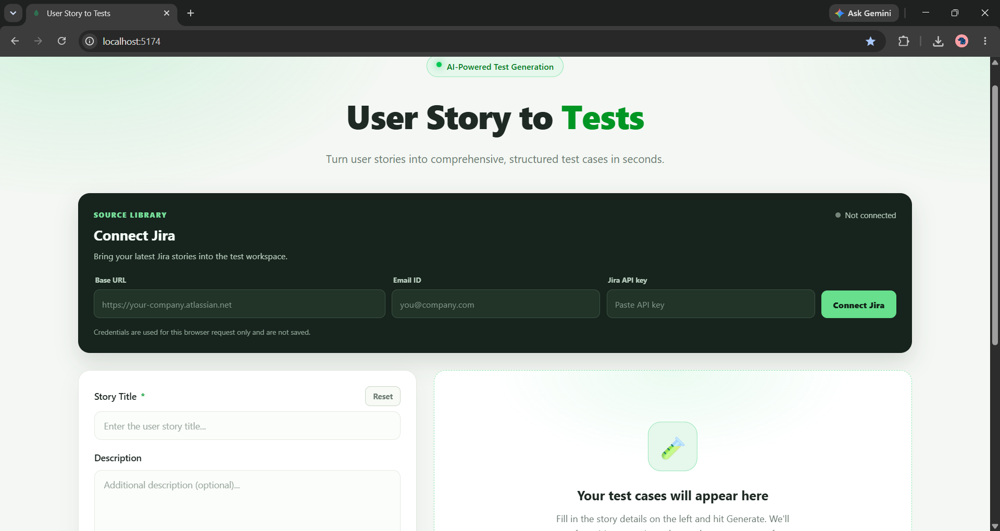 User Story to Tests
Ask Gemini
localhost:5174
AI-Powered Test Generation
User Story to Tests
Turn user stories into comprehensive, structured test cases in seconds.
SOURCE LIBRARY
Not connected
Connect Jira
Bring your latest Jira stories into the test workspace.
Base URL
Email ID
Jira API key
https://your-company.atlassian.net
you@company.com
Paste API key
Connect Jira
Credentials are used for this browser request only and are not saved.
Story Title *
Reset
Enter the user story title...
Description
Additional description (optional)...
Your test cases will appear here
Fill in the story details on the left and hit Generate. We'll